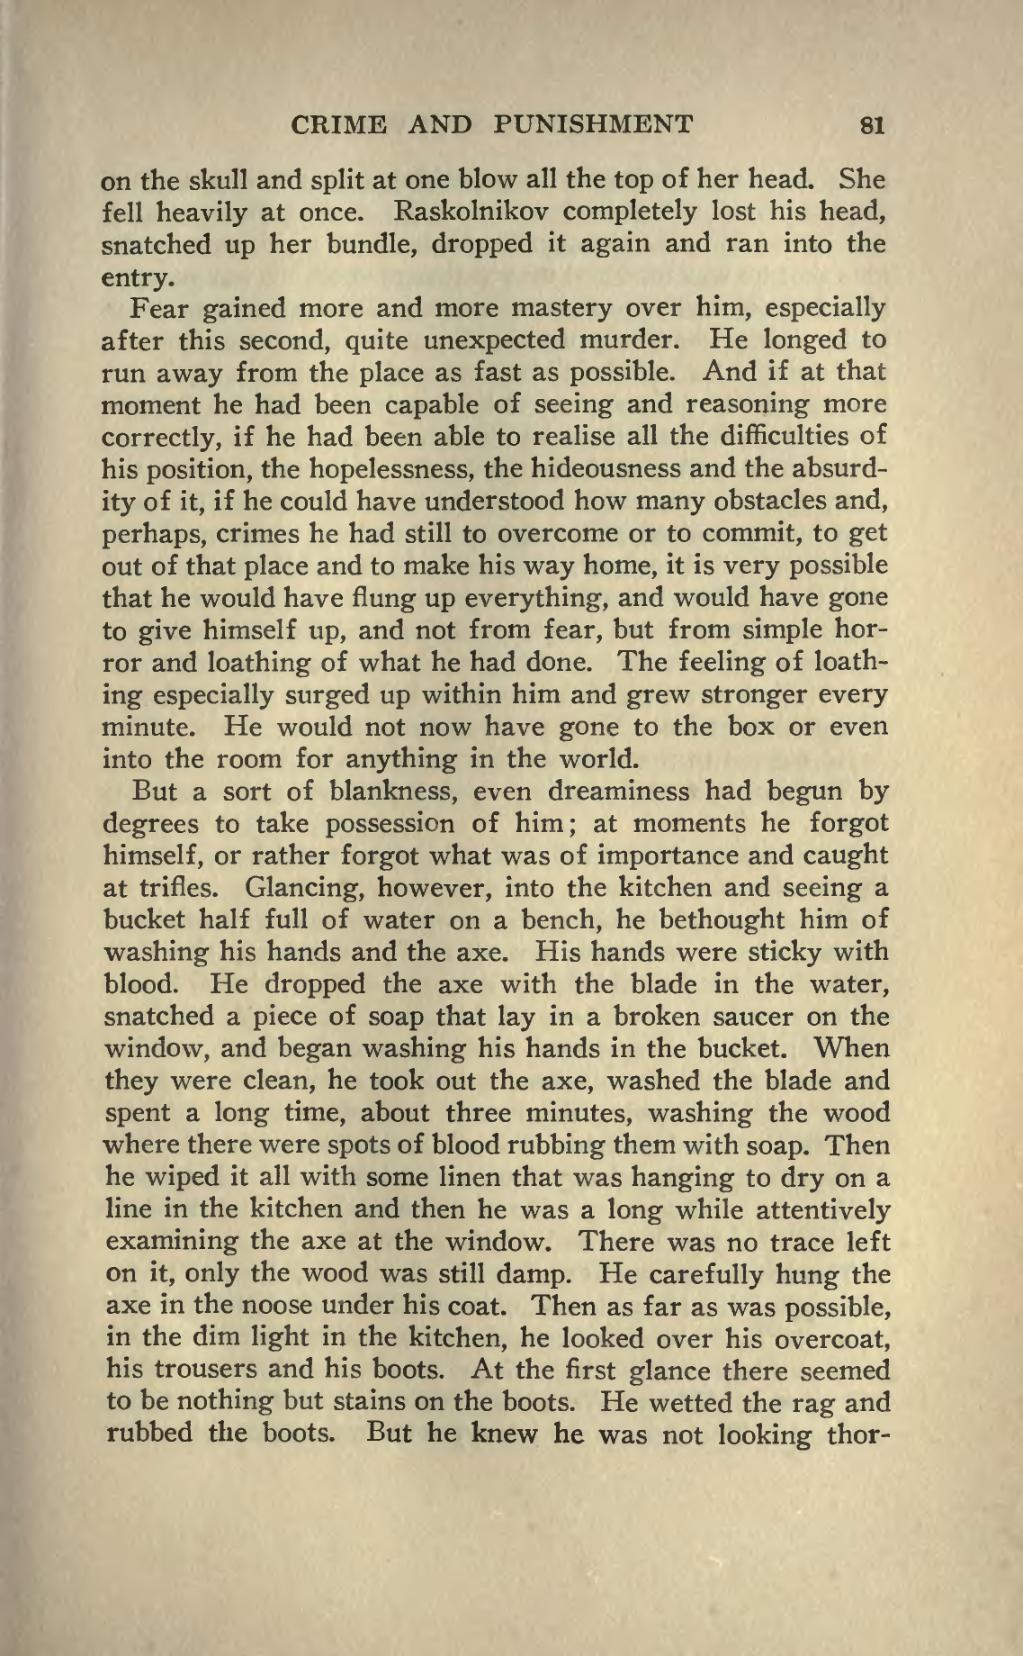 CRIME AND PUNISHMENT 81
on the skull and split at one blow all the top of her head. She
fell heavily at once. Raskolnikov completely lost his head,
snatched up her bundle, dropped it again and ran into the
entry.
Fear gained more and more mastery over him, especially
after this second, quite unexpected murder. He longed to
run away from the place as fast as possible. And if at that
moment he had been capable of seeing and reasoning more
correctly, if he had been able to realise all the difficulties of
his position, the hopelessness, the hideousness and the absurd-
ity of it, if he could have understood how many obstacles and,
perhaps, crimes he had still to overcome or to commit, to get
out of that place and to make his way home, it is very possible
that he would have flung up everything, and would have gone
to give himself up, and not from fear, but from simple hor-
ror and loathing of what he had done. The feeling of loath-
ing especially surged up within him and grew stronger every
minute. He would not now have gone to the box or even
into the room for anything in the world.
But a sort of blankness, even dreaminess had begun by
degrees to take possession of him; at moments he forgot
himself, or rather forgot what was of importance and caught
at trifles. Glancing, however, into the kitchen and seeing a
bucket half full of water on a bench, he bethought him of
washing his hands and the axe. His hands were sticky with
blood. He dropped the axe with the blade in the water,
snatched a piece of soap that lay in a broken saucer on the
window, and began washing his hands in the bucket. When
they were clean, he took out the axe, washed the blade and
spent a long time, about three minutes, washing the wood
where there were spots of blood rubbing them with soap. Then
he wiped it all with some linen that was hanging to dry on a
line in the kitchen and then he was a long while attentively
examining the axe at the window. There was no trace left
on it, only the wood was still damp. He carefully hung the
axe in the noose under his coat. Then as far as was possible,
in the dim light in the kitchen, he looked over his overcoat,
his trousers and his boots. At the first glance there seemed
to be nothing but stains on the boots. He wetted the rag and
rubbed the boots. But he knew he was not looking thor-